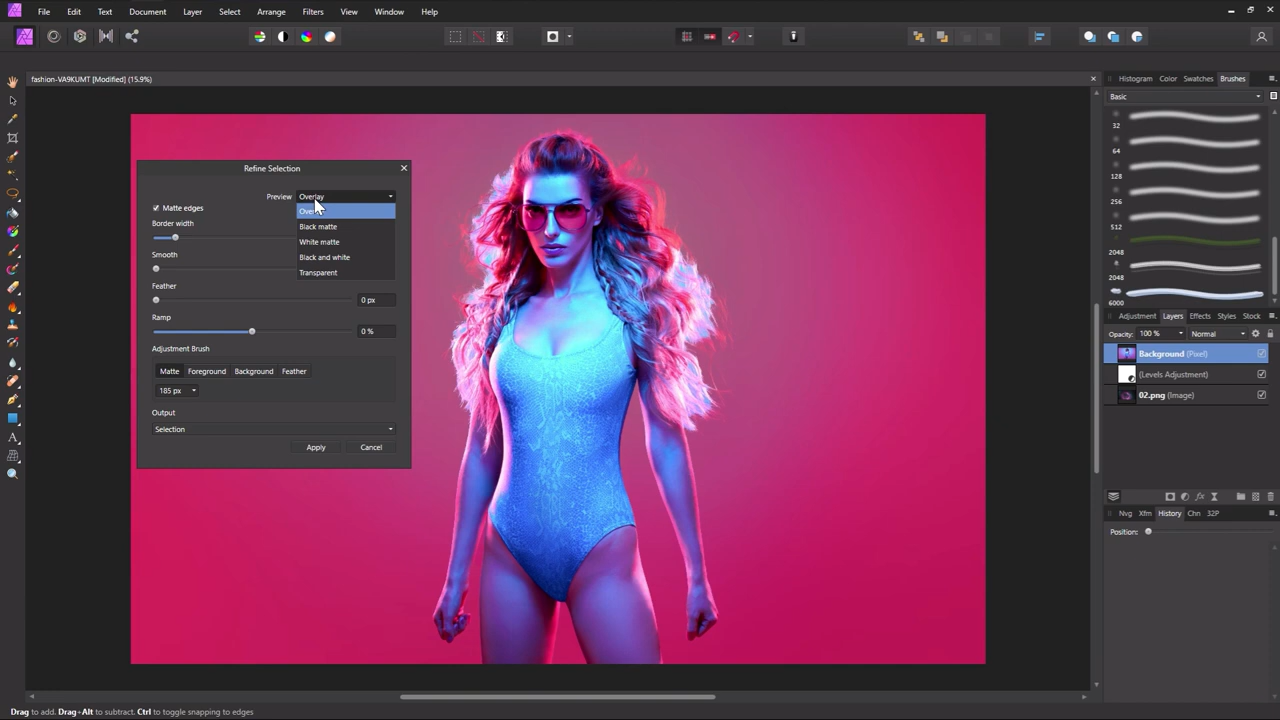 File Edit Text Document Layer Select Arrange Filters View Window Help
fashion-VA9KUMT [Modified] (15.9%)
Histogram Color Swatches Brushes
Basic
32
64
128
256
512
2048
2048
6000
Refine Selection
Preview Overlay
Matte edges
Border width
Smooth
Black matte
White matte
Black and white
Transparent
Feather
0 px
Ramp
0 %
Adjustment Brush
Matte Foreground Background Feather
185 px
Output
Selection
Apply Cancel
Adjustment Layers Effects Styles Stock
Opacity: 100 % Normal
Background (Pixel)
(Levels Adjustment)
02.png (Image)
Nvg Xfm History Chn 32P
Position:
Drag to add. Drag+Alt to subtract. Ctrl to toggle snapping to edges